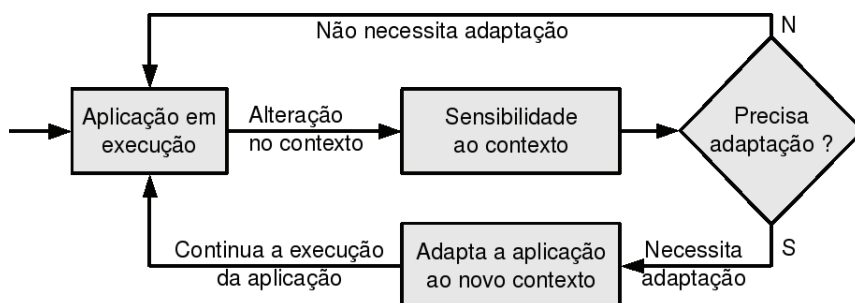 N
Não necessita adaptação
Aplicação em
execução
Alteração
no contexto
Sensibilidade
ao contexto
Precisa
adaptação ?
S
Continua a execução
da aplicação
Adapta a aplicação
ao novo contexto
Necessita
adaptação